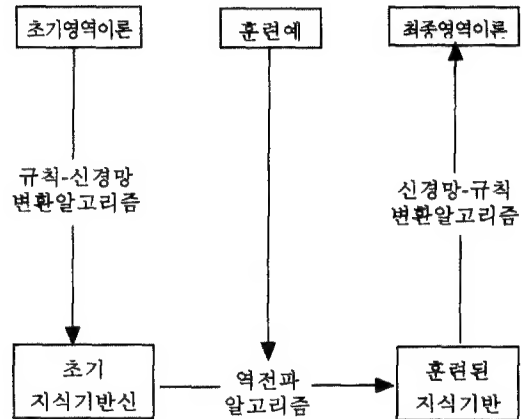 초기영역이론
훈련예
최종영역이론
규칙-신경망
변환알고리즘
신경망-규칙
변환알고리즘
초기
지식기반신
역전파
알고리즘
훈련된
지식기반